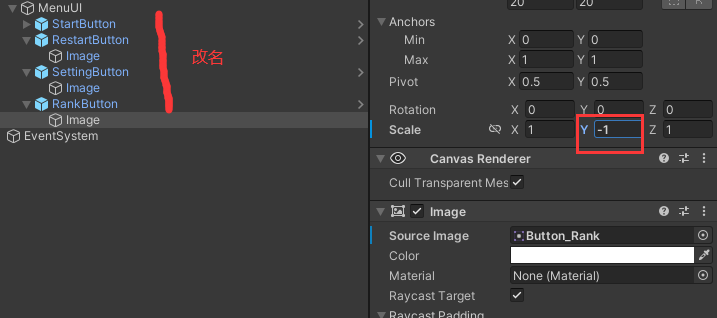 MenuUI
StartButton
RestartButton
Image
SettingButton
Image
RankButton
Image
EventSystem
改名
20 20
Anchors
Min X 0 Y 0
Max X 1 Y 1
Pivot X 0.5 Y 0.5
Rotation X 0 Y 0 Z 0
Scale X 1 Y -1 Z 1
Canvas Renderer
Cull Transparent Mes
Image
Source Image Button_Rank
Color
Material None (Material)
Raycast Target
Raycast Padding